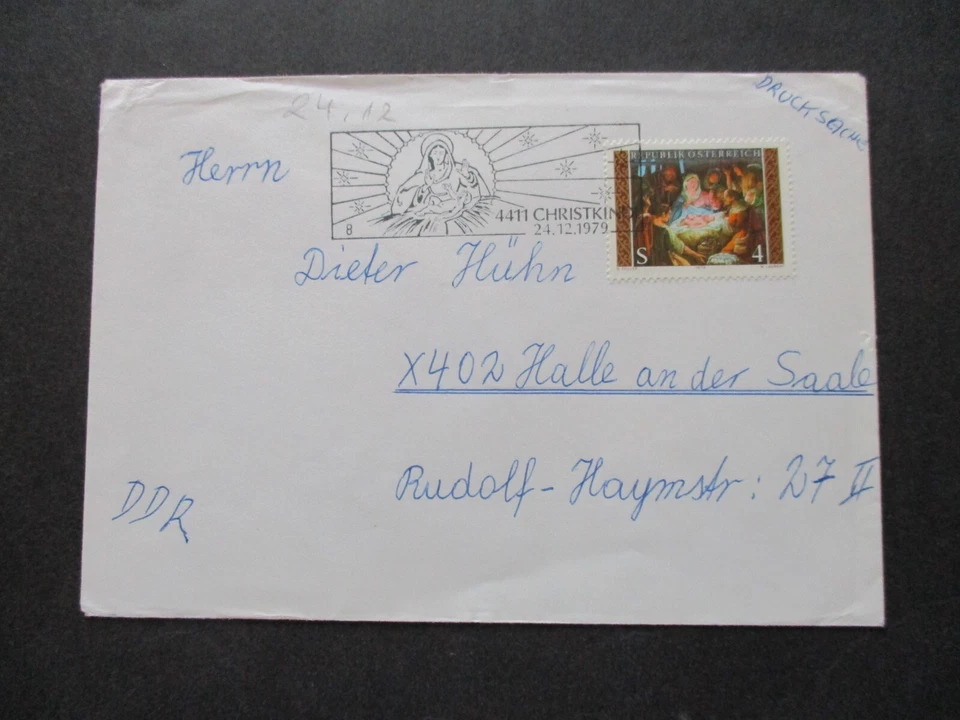 24.12
DRUCKSACHE
Herrn
REPUBLIK ÖSTERREICH
8
4411 CHRISTKINDL
24.12.1979
S 4
Dieter Hühn
X402 Halle an der Saale
Rudolf-Haymstr: 27 II
DDR